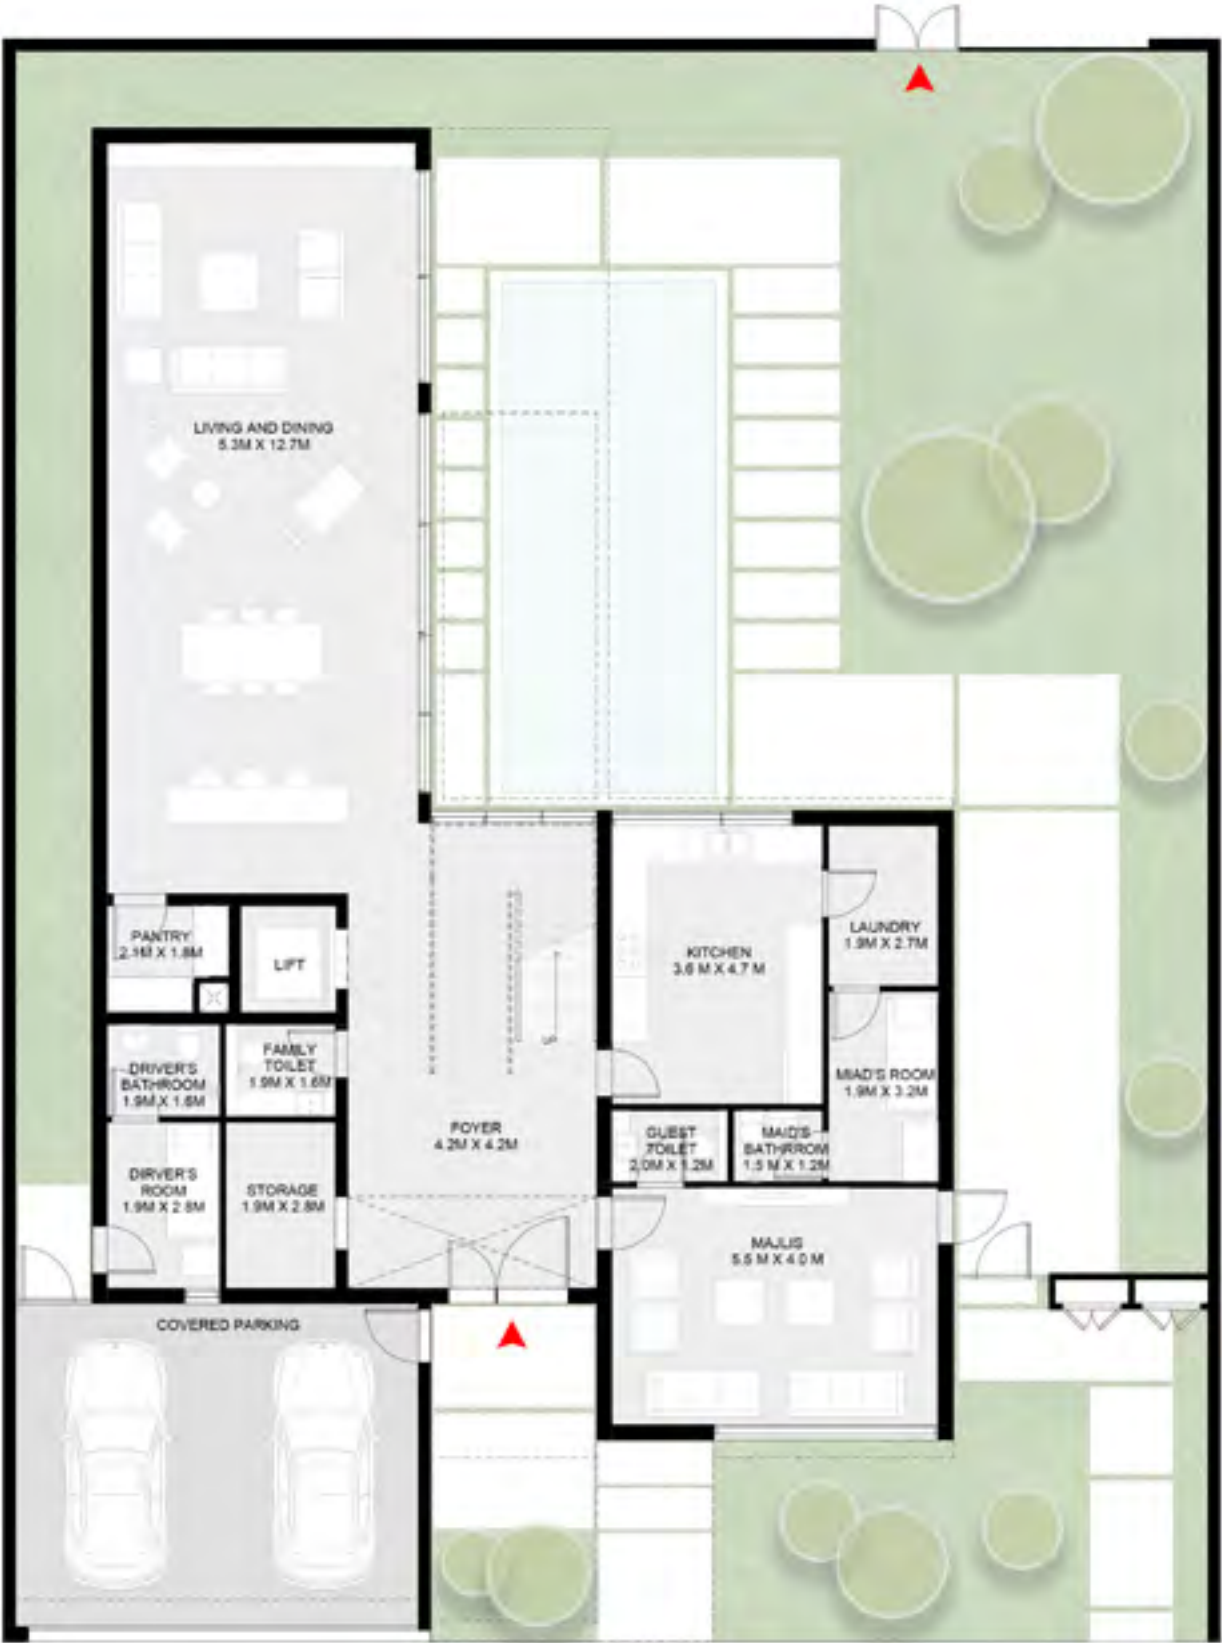 LIVING AND DINING
5.3M X 12.7M
PANTRY
2.1M X 1.8M
LIFT
KITCHEN
3.6 M X 4.7 M
LAUNDRY
1.9M X 2.7M
UP
DRIVER'S
BATHROOM
1.9M X 1.6M
FAMILY
TOILET
1.9M X 1.6M
MIAD'S ROOM
1.9M X 3.2M
FOYER
4.2M X 4.2M
GUEST
TOILET
2.0M X 1.2M
MAID'S
BATHRROM
1.5 M X 1.2M
DIRVER'S
ROOM
1.9M X 2.8M
STORAGE
1.9M X 2.8M
MAJLIS
5.5 M X 4.0 M
COVERED PARKING